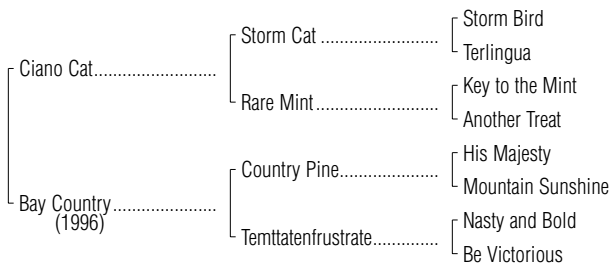 Storm Bird
Storm Cat
Terlingua
Ciano Cat
Key to the Mint
Rare Mint
Another Treat
His Majesty
Country Pine
Mountain Sunshine
Bay Country
(1996)
Nasty and Bold
Temttatenfrustrate
Be Victorious